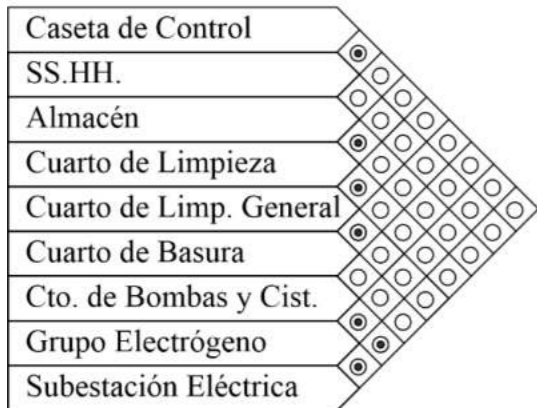 Caseta de Control
SS.HH.
Almacén
Cuarto de Limpieza
Cuarto de Limp. General
Cuarto de Basura
Cto. de Bombas y Cist.
Grupo Electrógeno
Subestación Eléctrica